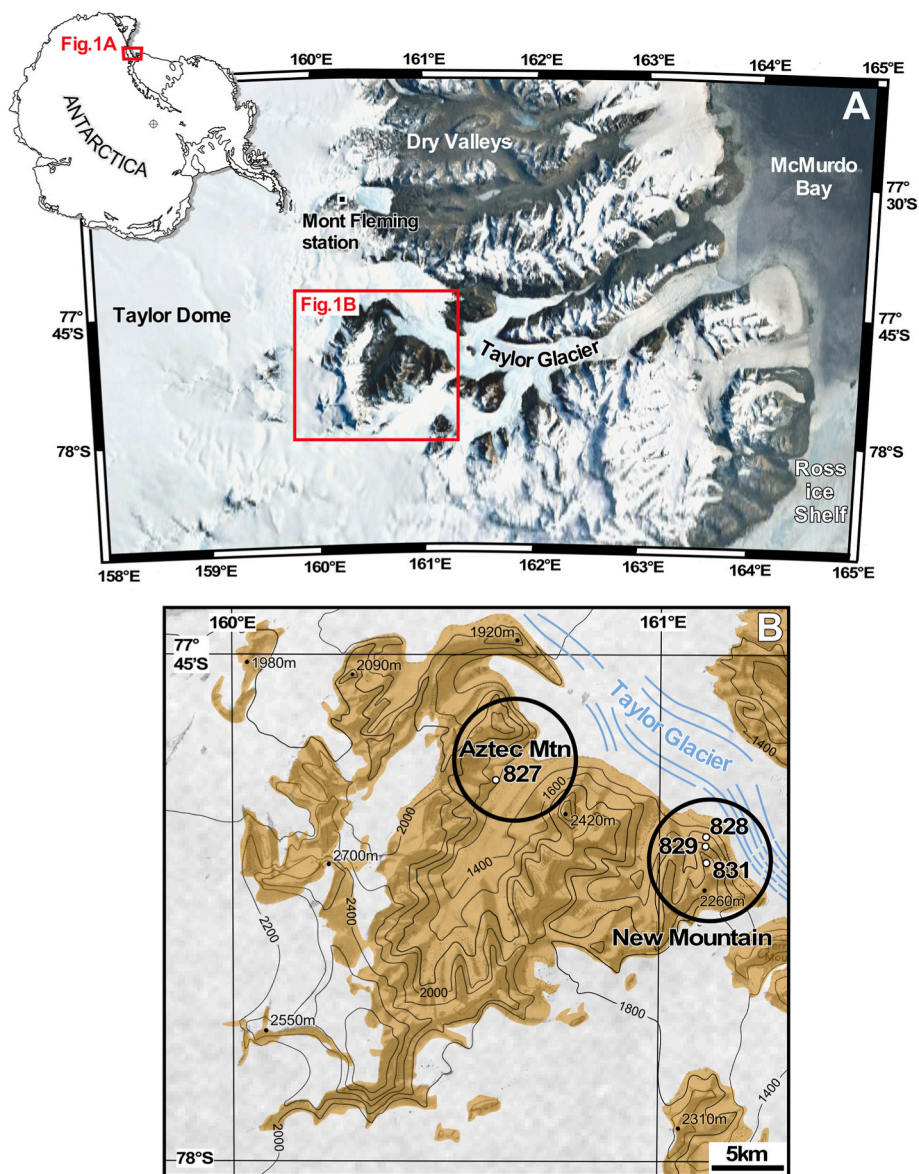 Fig.1A
ANTARCTICA
160°E
161°E
162°E
163°E
164°E
165°E
A
Dry Valleys
McMurdo
Bay
77°
30'S
Mont Fleming
station
Fig.1B
Taylor Dome
77°
45'S
77°
45'S
Taylor Glacier
78°S
78°S
Ross
ice
Shelf
158°E
159°E
160°E
161°E
162°E
163°E
164°E
165°E
160°E
161°E
B
77°
45'S
1920m
1980m
2090m
Taylor Glacier
1400
Aztec Mtn
827
1600
2000
2420m
828
829
831
2700m
1400
2260m
2400
New Mountain
2200
2000
1800
2550m
1400
2310m
2000
78°S
5km